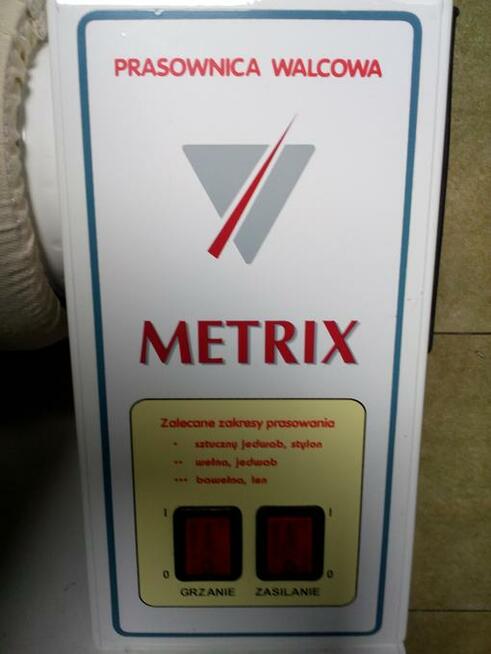 PRASOWNICA WALCOWA
METRIX
Zalecane zakresy prasowania
• sztuczny jedwab, stylon
•• wełna, jedwab
••• bawełna, len
1 1
0 0
GRZANIE ZASILANIE